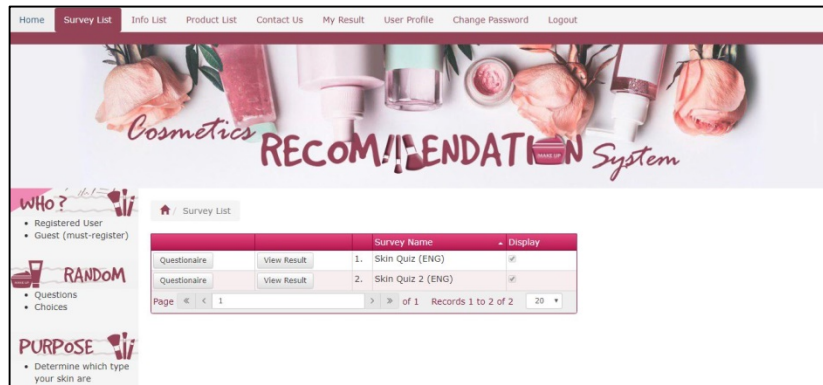 Home Survey List Info List Product List Contact Us My Result User Profile Change Password Logout
Cosmetics RECOMMENDATION System
MAKE UP
WHO?
• Registered User
• Guest (must-register)
RANDOM
• Questions
• Choices
PURPOSE
• Determine which type
your skin are
/ Survey List
Survey Name Display
Questionaire View Result 1. Skin Quiz (ENG)
Questionaire View Result 2. Skin Quiz 2 (ENG)
Page « < 1 > » of 1 Records 1 to 2 of 2 20